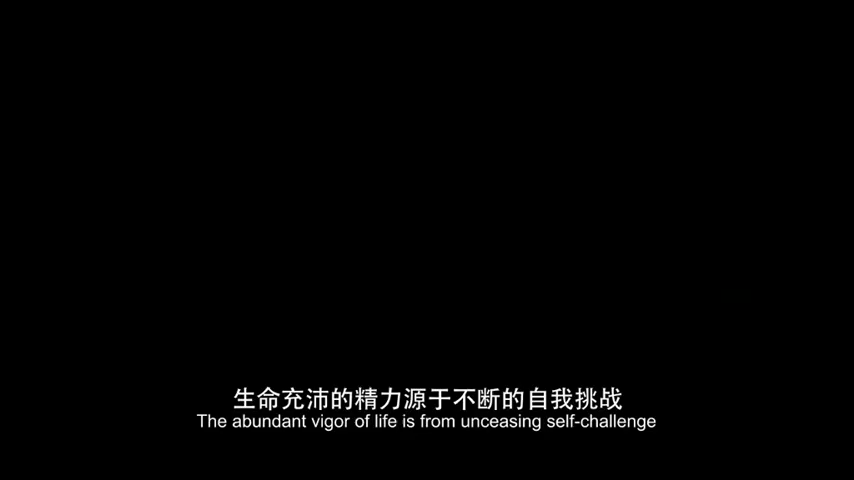 生命充沛的精力源于不断的自我挑战
The abundant vigor of life is from unceasing self-challenge